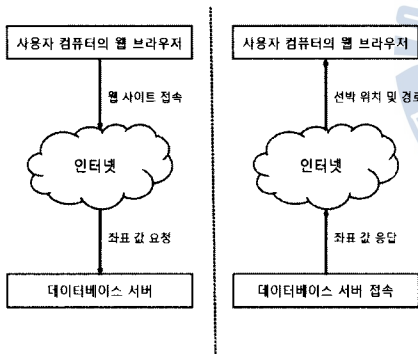 사용자 컴퓨터의 웹 브라우저
웹 사이트 접속
인터넷
좌표 값 요청
데이터베이스 서버
사용자 컴퓨터의 웹 브라우저
선박 위치 및 경로
인터넷
좌표 값 응답
데이터베이스 서버 접속